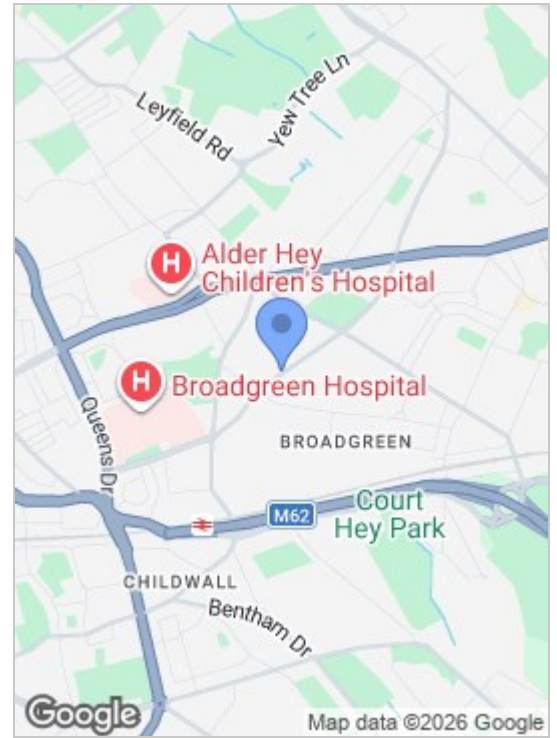 Leyfield Rd
Yew Tree Ln
H
Alder Hey
Children's Hospital
H
Broadgreen Hospital
Queens Dr
BROADGREEN
M62
Court
Hey Park
CHILDWALL
Bentham Dr
Google
Map data ©2026 Google